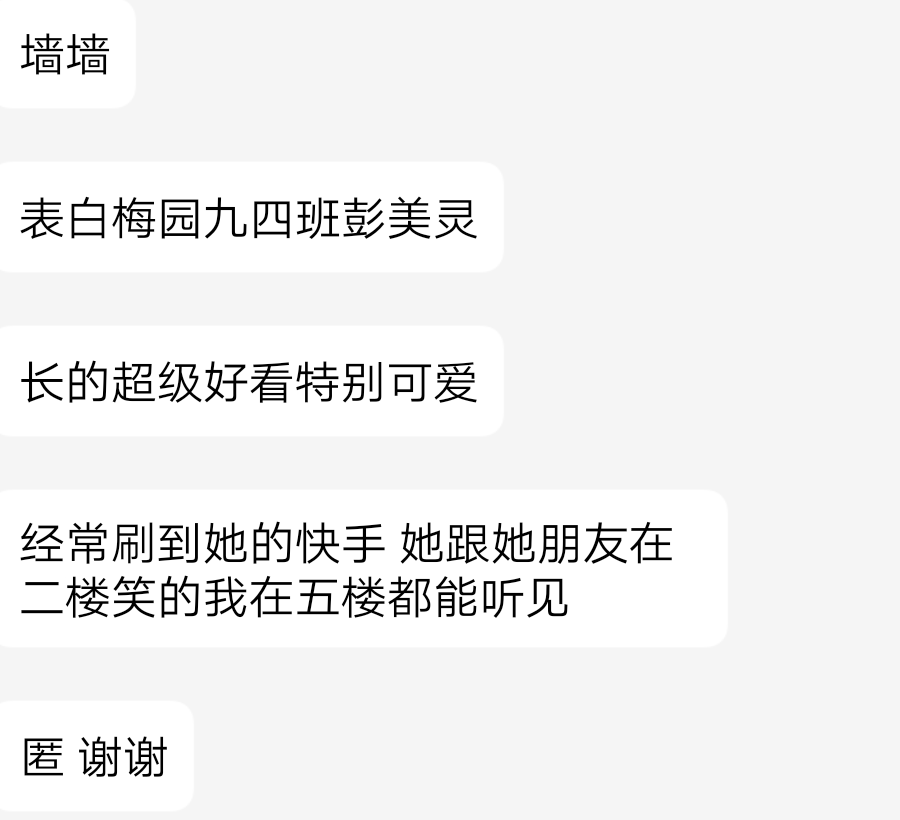 墙墙
表白梅园九四班彭美灵
长的超级好看特别可爱
经常刷到她的快手 她跟她朋友在
二楼笑的我在五楼都能听见
匿 谢谢